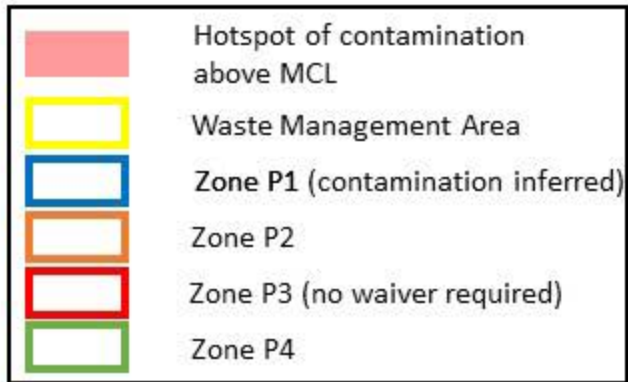 Hotspot of contamination
above MCL
Waste Management Area
Zone P1 (contamination inferred)
Zone P2
Zone P3 (no waiver required)
Zone P4